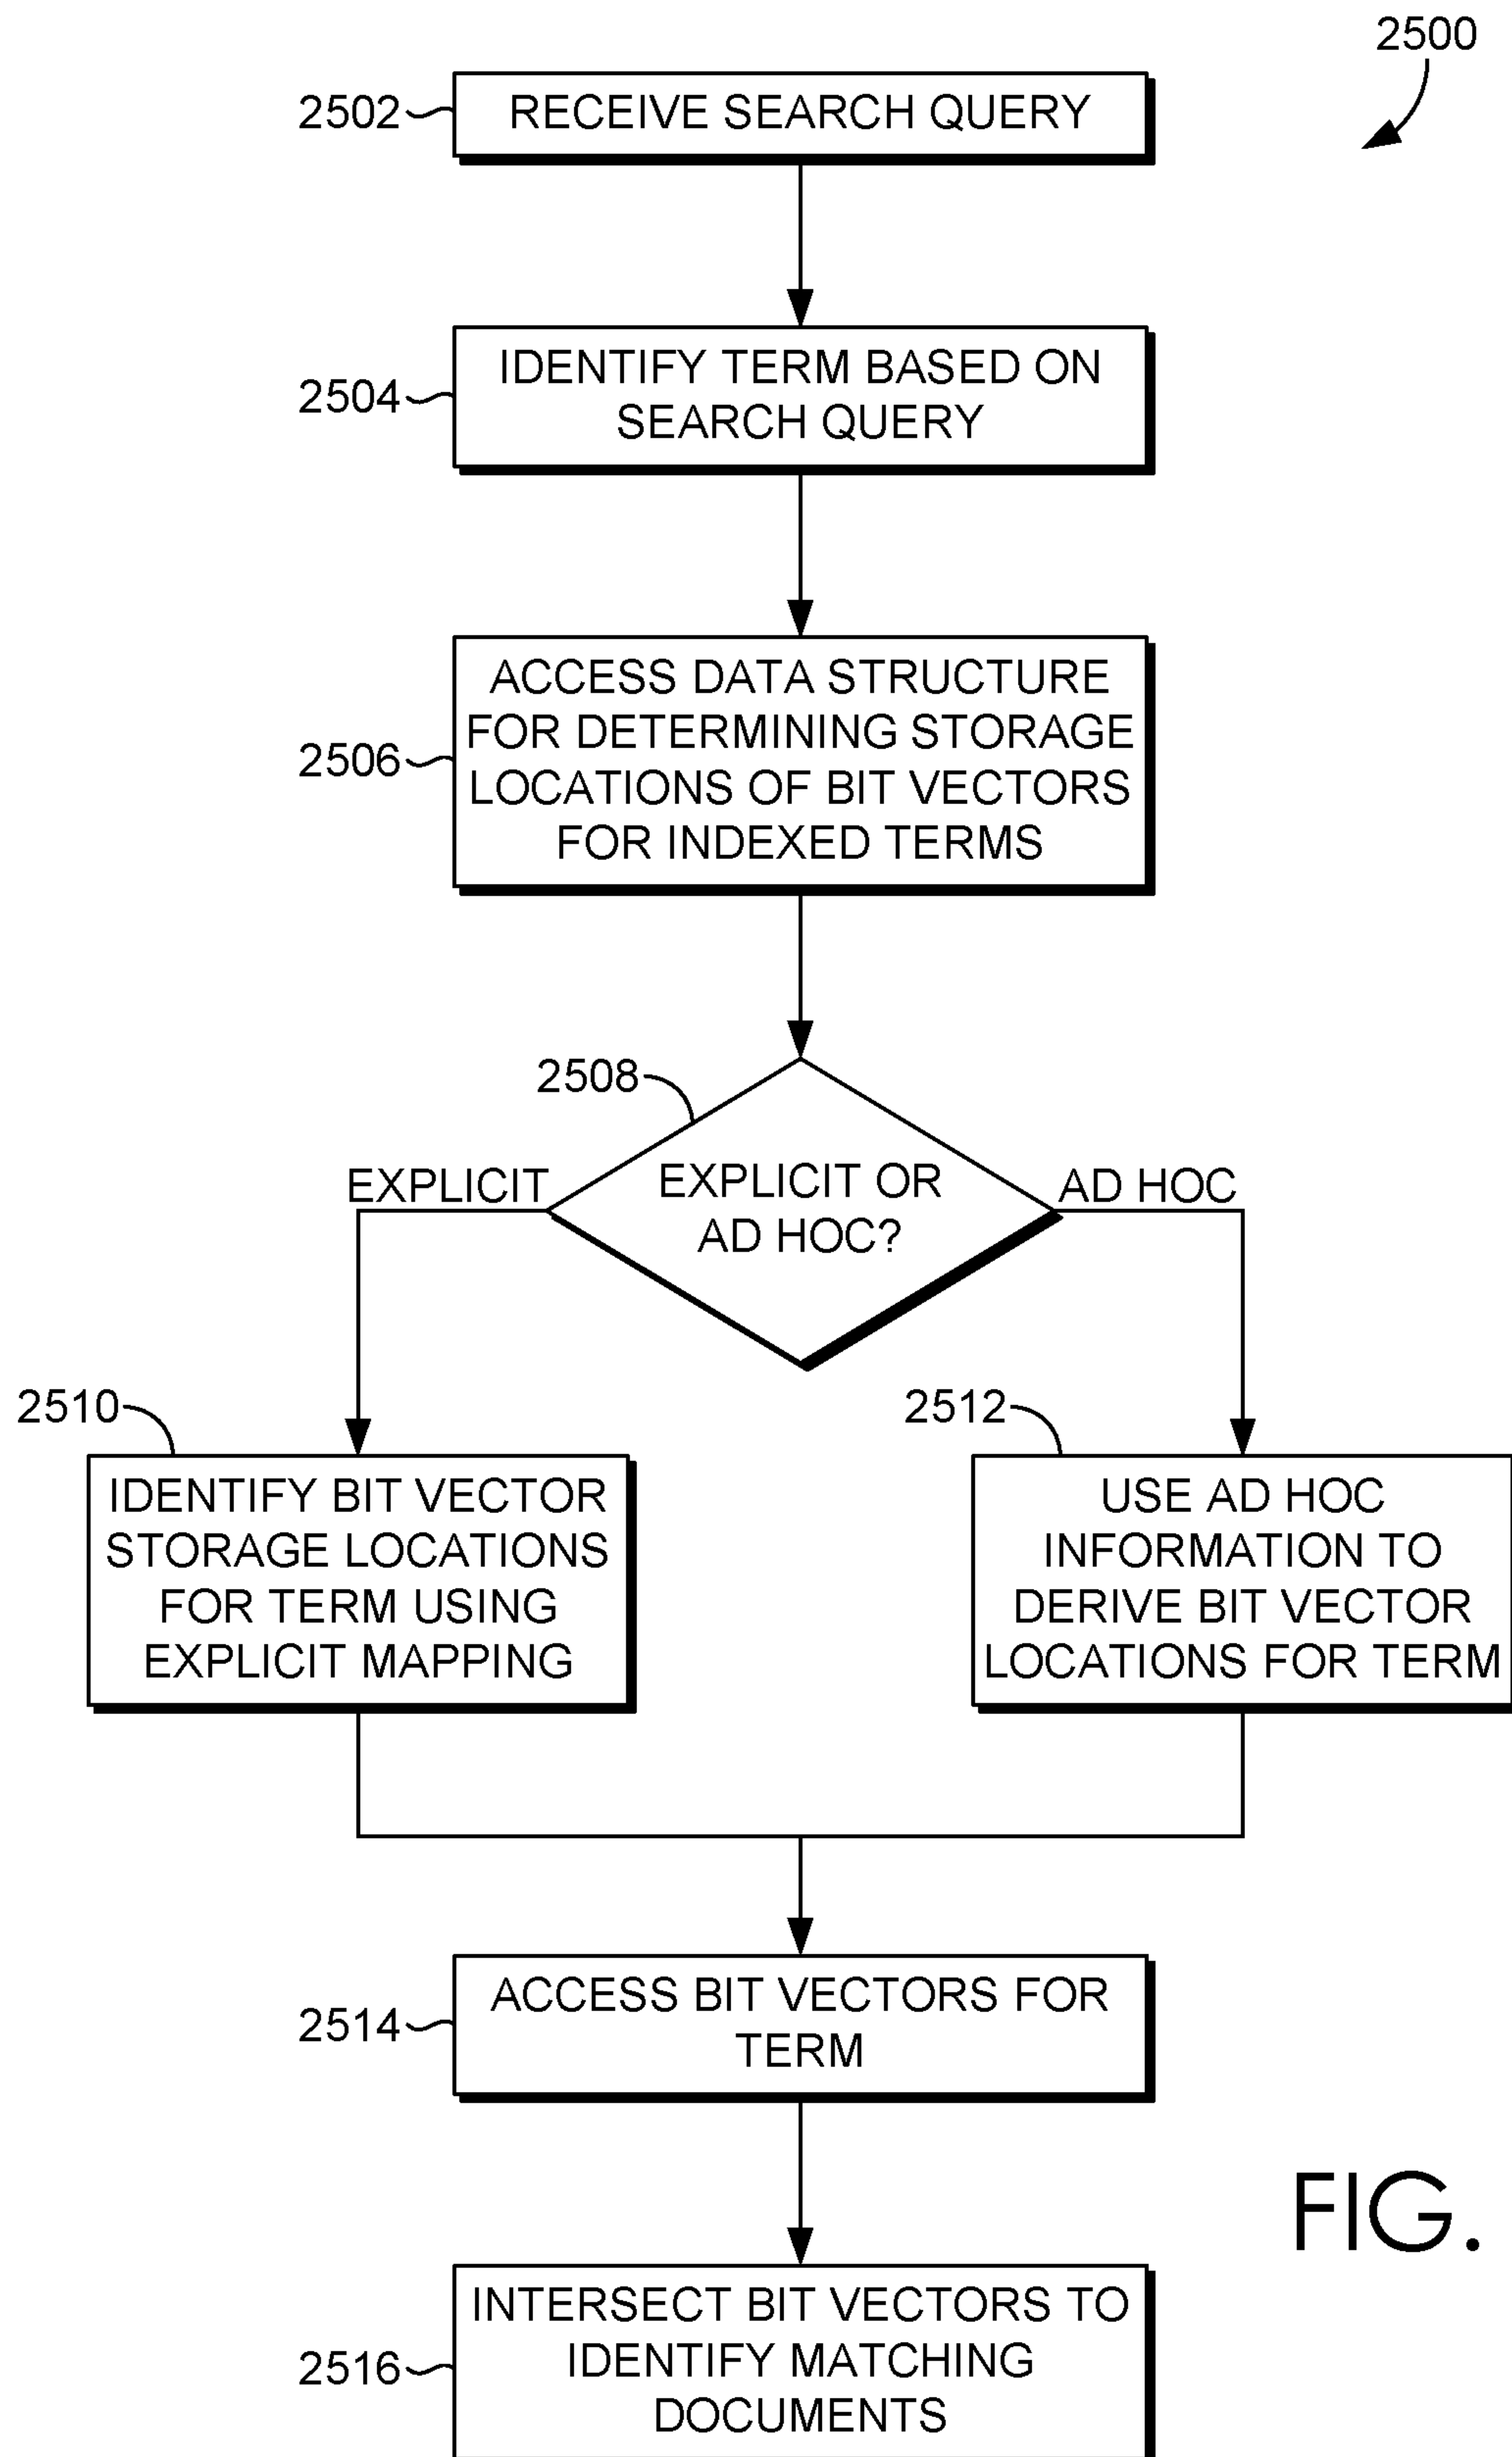 2500
2502
RECEIVE SEARCH QUERY
2504
IDENTIFY TERM BASED ON
SEARCH QUERY
2506
ACCESS DATA STRUCTURE
FOR DETERMINING STORAGE
LOCATIONS OF BIT VECTORS
FOR INDEXED TERMS
2508
EXPLICIT OR
AD HOC?
EXPLICIT
AD HOC
2510
IDENTIFY BIT VECTOR
STORAGE LOCATIONS
FOR TERM USING
EXPLICIT MAPPING
2512
USE AD HOC
INFORMATION TO
DERIVE BIT VECTOR
LOCATIONS FOR TERM
2514
ACCESS BIT VECTORS FOR
TERM
2516
INTERSECT BIT VECTORS TO
IDENTIFY MATCHING
DOCUMENTS
FIG.